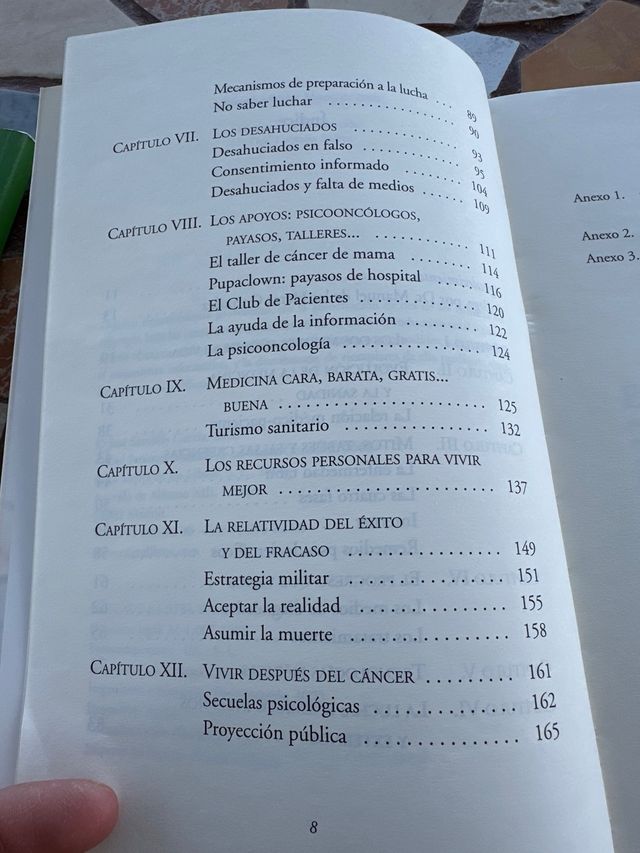 Mecanismos de preparación a la lucha . . . 89
No saber luchar . . . . . . . . . . . . . . . . 90
CAPÍTULO VII. LOS DESAHUCIADOS . . . . . . . . . . . . . . . 93
Desahuciados en falso . . . . . . . . . . . . . 95
Consentimiento informado . . . . . . . . . . 104
Desahuciados y falta de medios . . . . . . 109
CAPÍTULO VIII. LOS APOYOS: PSICOONCÓLOGOS,
PAYASOS, TALLERES... . . . . . . . . . . . . . 111
El taller de cáncer de mama . . . . . . . . . 114
Pupaclown: payasos de hospital . . . . . . 116
El Club de Pacientes . . . . . . . . . . . . . 120
La ayuda de la información . . . . . . . . . 122
La psicooncología . . . . . . . . . . . . . . . 124
CAPÍTULO IX. MEDICINA CARA, BARATA, GRATIS...
BUENA . . . . . . . . . . . . . . . . . . . . 125
Turismo sanitario . . . . . . . . . . . . . . . 132
CAPÍTULO X. LOS RECURSOS PERSONALES PARA VIVIR
MEJOR . . . . . . . . . . . . . . . . . . . . 137
CAPÍTULO XI. LA RELATIVIDAD DEL ÉXITO
Y DEL FRACASO . . . . . . . . . . . . . . . 149
Estrategia militar . . . . . . . . . . . . . . . 151
Aceptar la realidad . . . . . . . . . . . . . . 155
Asumir la muerte . . . . . . . . . . . . . . . 158
CAPÍTULO XII. VIVIR DESPUÉS DEL CÁNCER . . . . . . . . . 161
Secuelas psicológicas . . . . . . . . . . . . . 162
Proyección pública . . . . . . . . . . . . . . 165
8
Anexo 1.
Anexo 2.
Anexo 3.